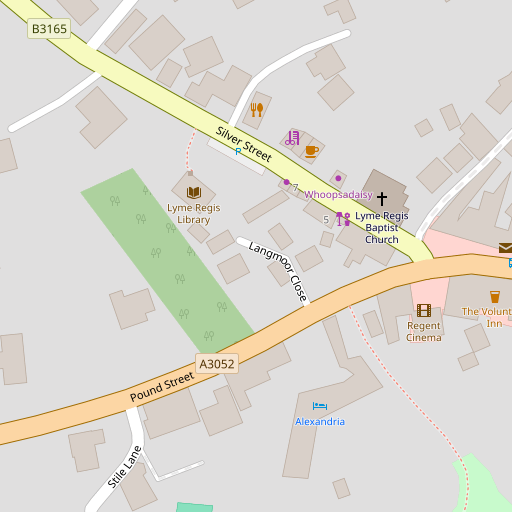 B3165
Silver Street
P
7
Whoopsadaisy
Lyme Regis
Library
5
Lyme Regis
Baptist
Church
Langmoor Close
The Volunt
Inn
Regent
Cinema
A3052
Pound Street
Alexandria
Stile Lane